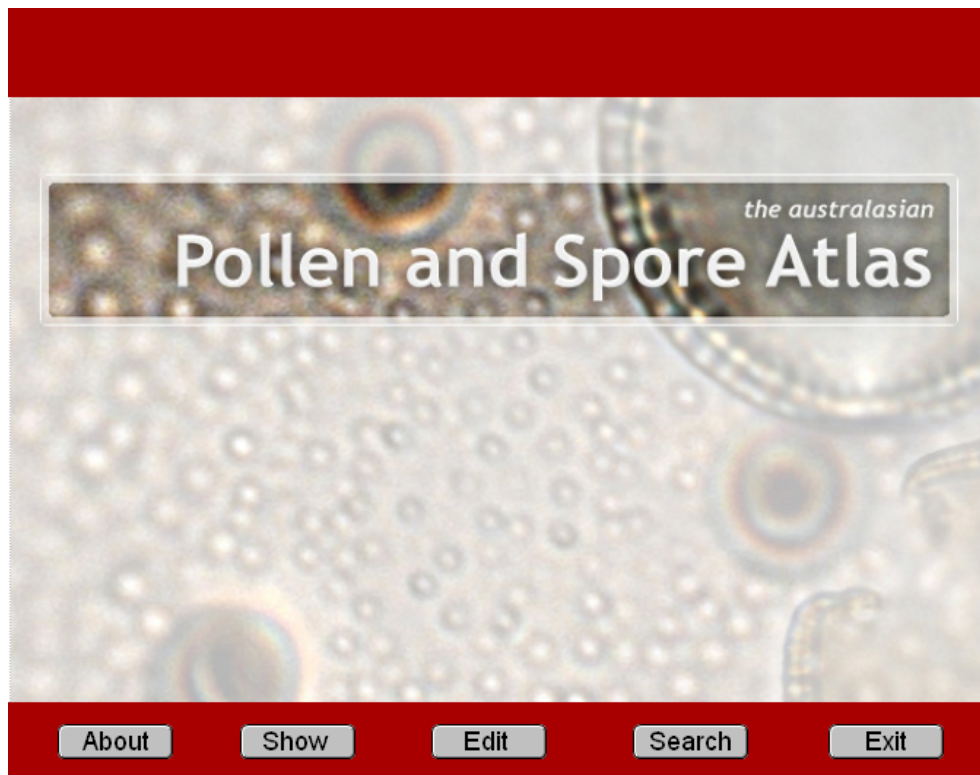 the australasian
Pollen and Spore Atlas
About Show Edit Search Exit